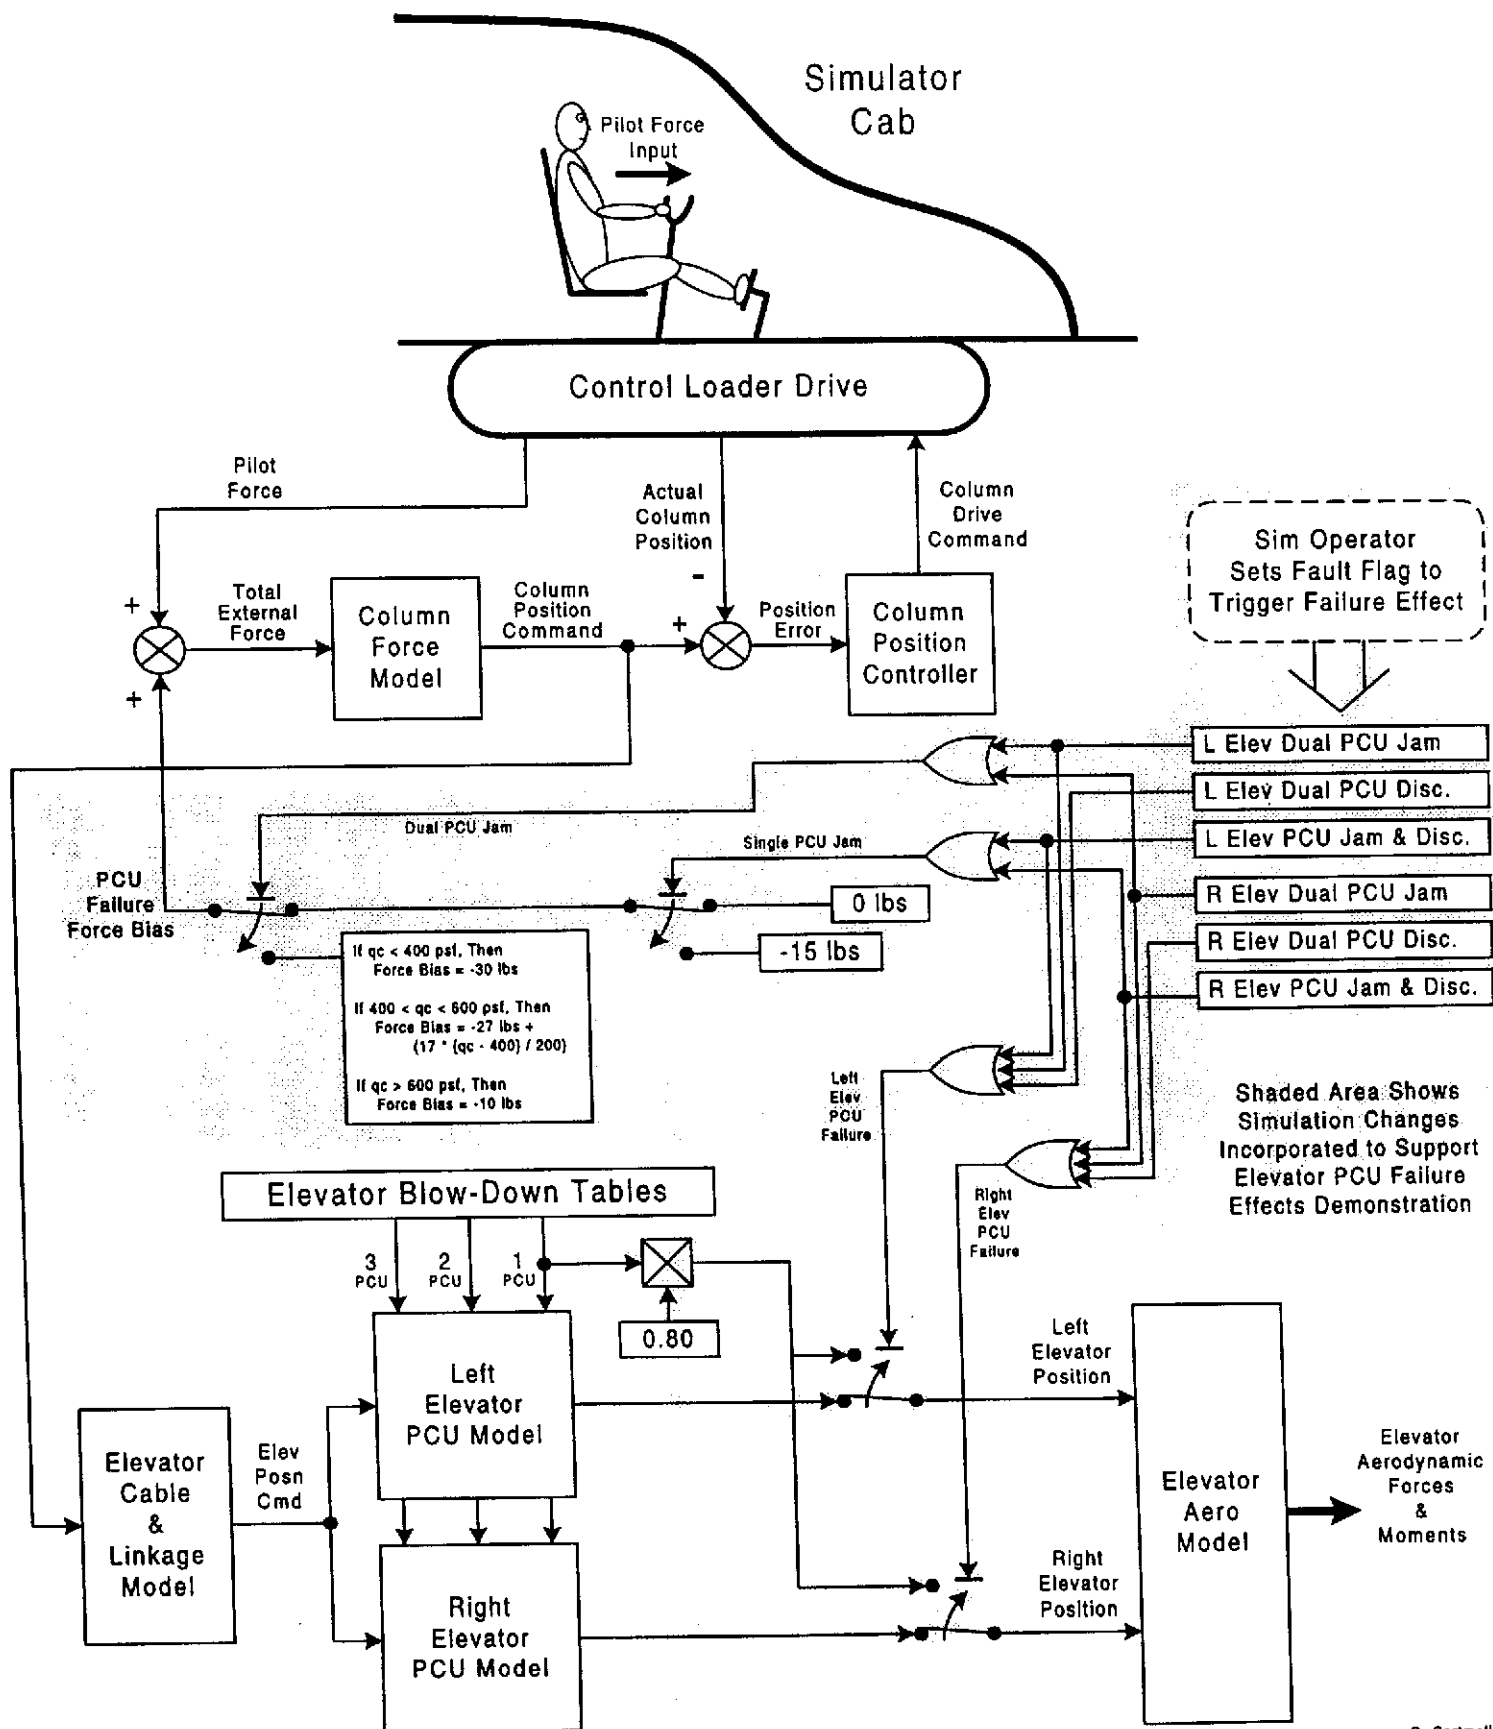 Simulator
Cab
Pilot Force
Input
Control Loader Drive
Pilot
Force
Actual
Column
Position
Column
Drive
Command
Sim Operator
Sets Fault Flag to
Trigger Failure Effect
+
-
Total
External
Force
Column
Force
Model
Column
Position
Command
+
Position
Error
Column
Position
Controller
+
L Elev Dual PCU Jam
L Elev Dual PCU Disc.
L Elev PCU Jam & Disc.
R Elev Dual PCU Jam
R Elev Dual PCU Disc.
R Elev PCU Jam & Disc.
Dual PCU Jam
Single PCU Jam
PCU
Failure
Force Bias
0 lbs
-15 lbs
If qc < 400 psf, Then
Force Bias = -30 lbs
If 400 < qc < 600 psf, Then
Force Bias = -27 lbs +
(17 * (qc - 400) / 200)
If qc > 600 psf, Then
Force Bias = -10 lbs
Left
Elev
PCU
Failure
Shaded Area Shows
Simulation Changes
Incorporated to Support
Elevator PCU Failure
Effects Demonstration
Right
Elev
PCU
Failure
Elevator Blow-Down Tables
3
PCU
2
PCU
1
PCU
0.80
Left
Elevator
PCU Model
Left
Elevator
Position
Elevator
Cable
&
Linkage
Model
Elev
Posn
Cmd
Right
Elevator
PCU Model
Right
Elevator
Position
Elevator
Aero
Model
Elevator
Aerodynamic
Forces
&
Moments